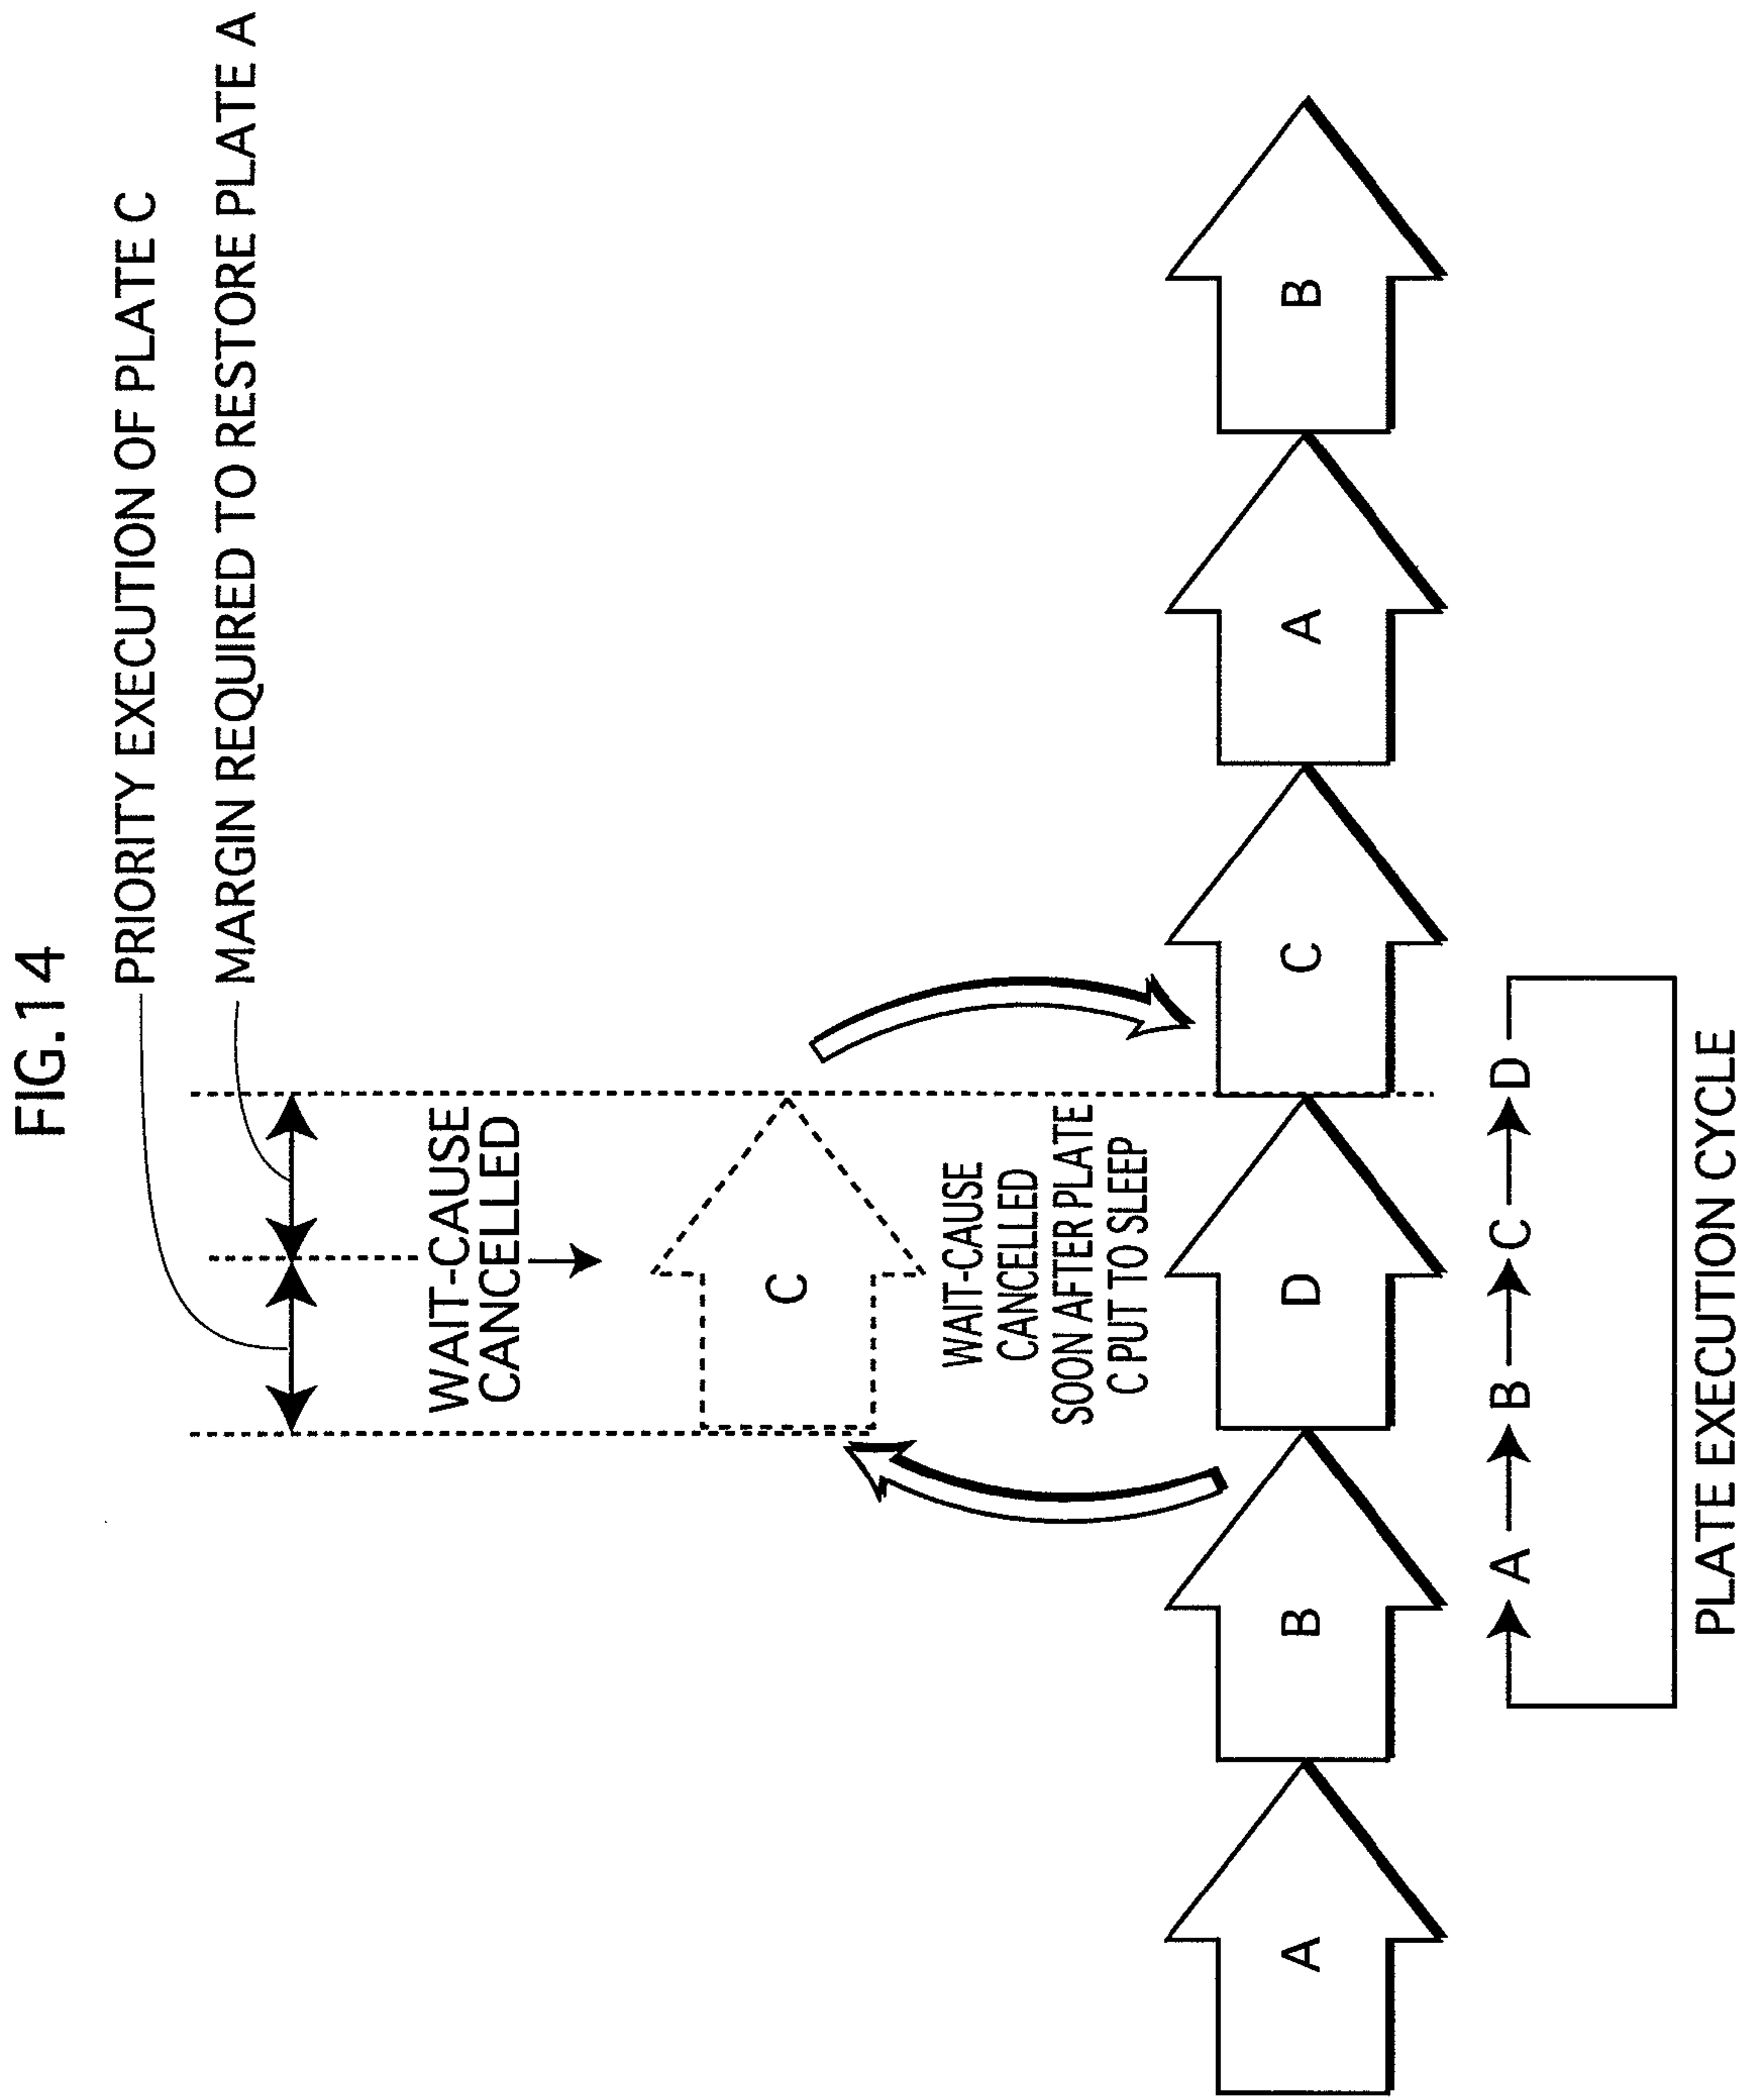 FIG.14
PRIORITY EXECUTION OF PLATE C
MARGIN REQUIRED TO RESTORE PLATE A
WAIT-CAUSE
CANCELLED
C
WAIT-CAUSE
CANCELLED
SOON AFTER PLATE
C PUT TO SLEEP
A B D C A B
A B C D
PLATE EXECUTION CYCLE